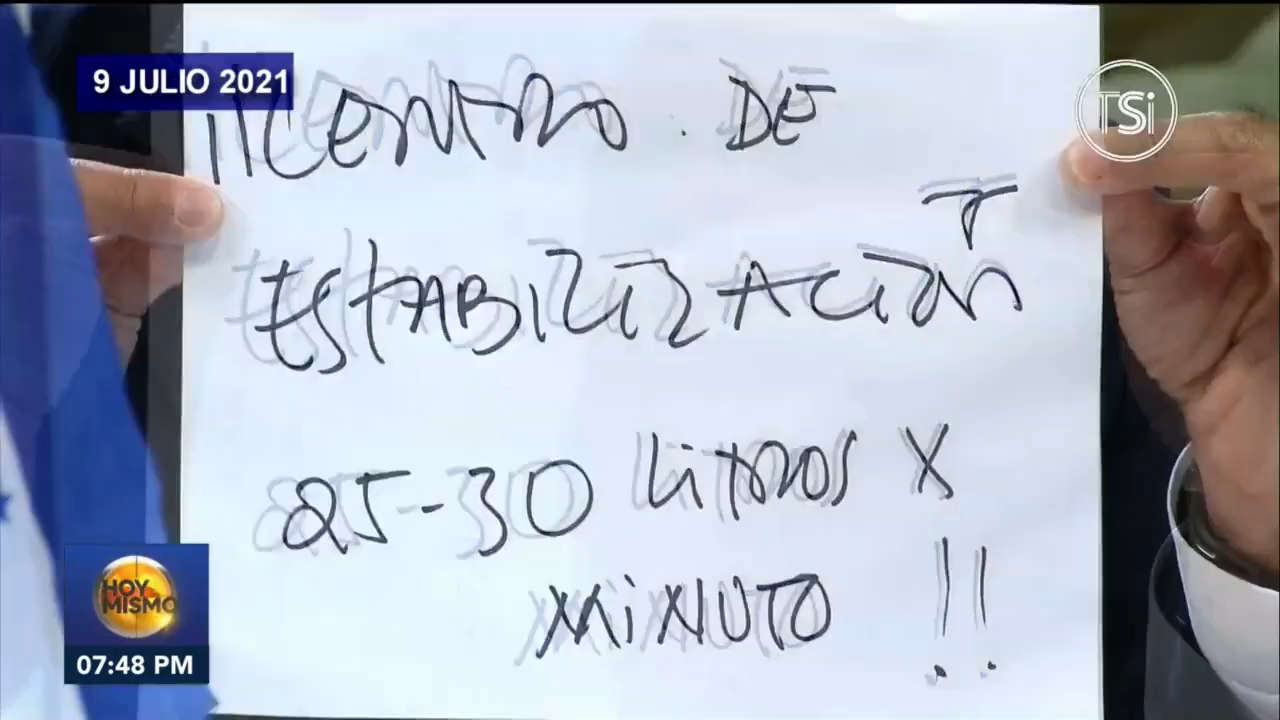 9 JULIO 2021
TSi
¡¡CENTRO. DE
ESTABILIZACIÓN
25-30 LiTROS X
MiNUTO !!
HOY
MISMO
07:48 PM